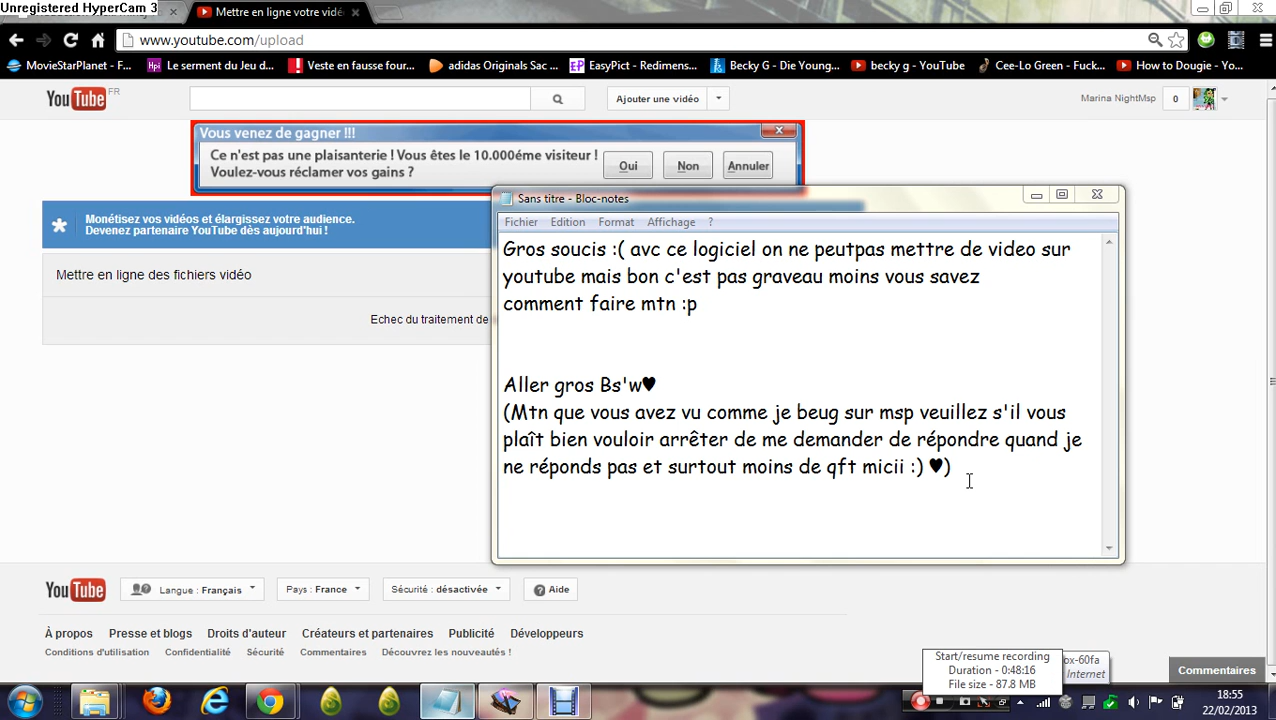 Unregistered HyperCam 3
Mettre en ligne votre vidé
www.youtube.com/upload
MovieStarPlanet - F...
Le serment du Jeu d...
Veste en fausse four...
adidas Originals Sac ...
EasyPict - Redimens...
Becky G - Die Young...
becky g - YouTube
Cee-Lo Green - Fuck...
How to Dougie - Yo...
YouTube FR
Ajouter une vidéo
Marina NightMsp
0
Vous venez de gagner !!!
Ce n'est pas une plaisanterie ! Vous êtes le 10.000éme visiteur !
Voulez-vous réclamer vos gains ?
Oui
Non
Annuler
Monétisez vos vidéos et élargissez votre audience.
Devenez partenaire YouTube dès aujourd'hui !
Mettre en ligne des fichiers vidéo
Echec du traitement de
Sans titre - Bloc-notes
Fichier Edition Format Affichage ?
Gros soucis :( avc ce logiciel on ne peutpas mettre de video sur
youtube mais bon c'est pas graveau moins vous savez
comment faire mtn :p
Aller gros Bs'w♥
(Mtn que vous avez vu comme je beug sur msp veuillez s'il vous
plaît bien vouloir arrêter de me demander de répondre quand je
ne réponds pas et surtout moins de qft micii :) ♥)
YouTube
Langue : Français
Pays : France
Sécurité : désactivée
Aide
À propos
Presse et blogs
Droits d'auteur
Créateurs et partenaires
Publicité
Développeurs
Conditions d'utilisation
Confidentialité
Sécurité
Commentaires
Découvrez les nouveautés !
Start/resume recording
Duration - 0:48:16
File size - 87.8 MB
ox-60fa
Internet
Commentaires
18:55
22/02/2013